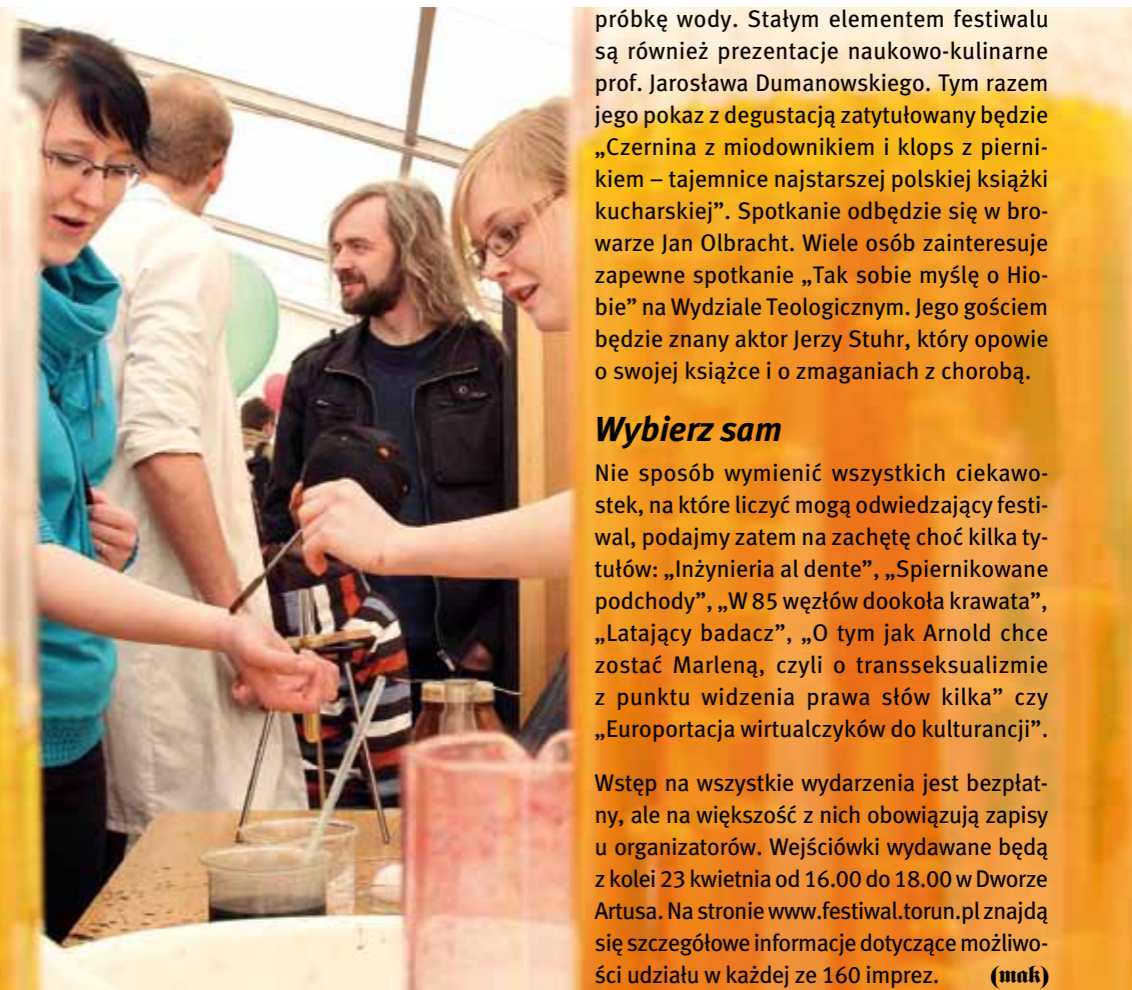 próbkę wody. Stałym elementem festiwalu
są również prezentacje naukowo-kulinarne
prof. Jarosława Dumanowskiego. Tym razem
jego pokaz z degustacją zatytułowany będzie
„Czernina z miodownikiem i klops z pierni-
kiem – tajemnice najstarszej polskiej książki
kucharskiej”. Spotkanie odbędzie się w bro-
warze Jan Olbracht. Wiele osób zainteresuje
zapewne spotkanie „Tak sobie myślę o Hio-
bie” na Wydziale Teologicznym. Jego gościem
będzie znany aktor Jerzy Stuhr, który opowie
o swojej książce i o zmaganiach z chorobą.
Wybierz sam
Nie sposób wymienić wszystkich ciekawo-
stek, na które liczyć mogą odwiedzający festi-
wal, podajmy zatem na zachętę choć kilka ty-
tułów: „Inżynieria al dente”, „Spiernikowane
podchody”, „W 85 węzłów dookoła krawata”,
„Latający badacz”, „O tym jak Arnold chce
zostać Marleną, czyli o transseksualizmie
z punktu widzenia prawa słów kilka” czy
„Europortacja wirtualczyków do kulturancji”.
Wstęp na wszystkie wydarzenia jest bezpłat-
ny, ale na większość z nich obowiązują zapisy
u organizatorów. Wejściówki wydawane będą
z kolei 23 kwietnia od 16.00 do 18.00 w Dworze
Artusa. Na stronie www.festiwal.torun.pl znajdą
się szczegółowe informacje dotyczące możliwo-
ści udziału w każdej ze 160 imprez. (mak)